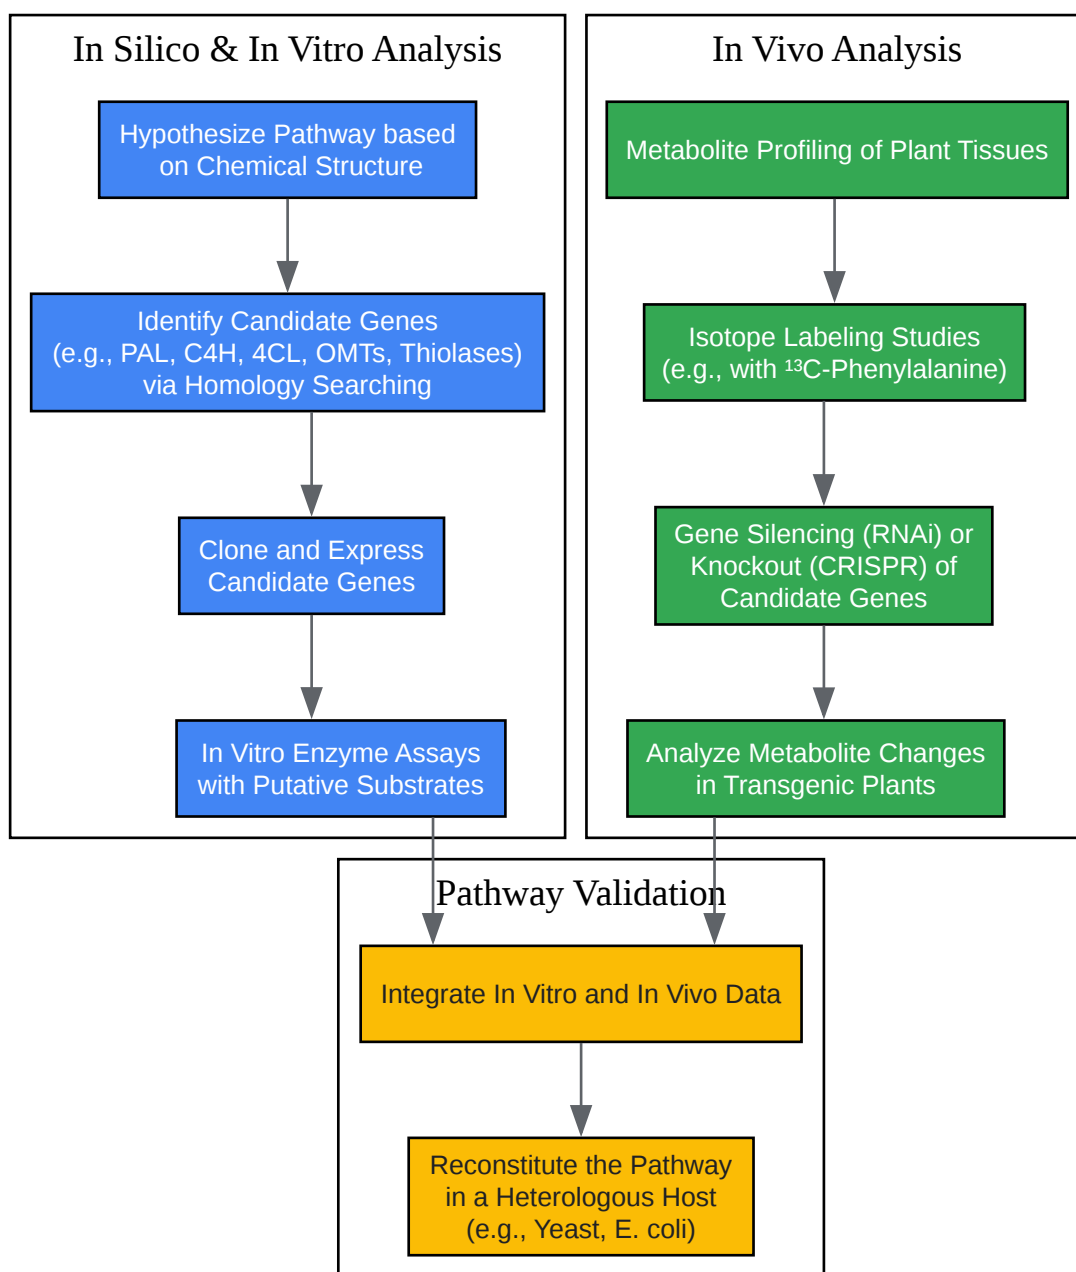 In Silico & In Vitro Analysis
Hypothesize Pathway based
on Chemical Structure
Identify Candidate Genes
(e.g., PAL, C4H, 4CL, OMTs, Thiolases)
via Homology Searching
Clone and Express
Candidate Genes
In Vitro Enzyme Assays
with Putative Substrates
In Vivo Analysis
Metabolite Profiling of Plant Tissues
Isotope Labeling Studies
(e.g., with ¹³C-Phenylalanine)
Gene Silencing (RNAi) or
Knockout (CRISPR) of
Candidate Genes
Analyze Metabolite Changes
in Transgenic Plants
Pathway Validation
Integrate In Vitro and In Vivo Data
Reconstitute the Pathway
in a Heterologous Host
(e.g., Yeast, E. coli)